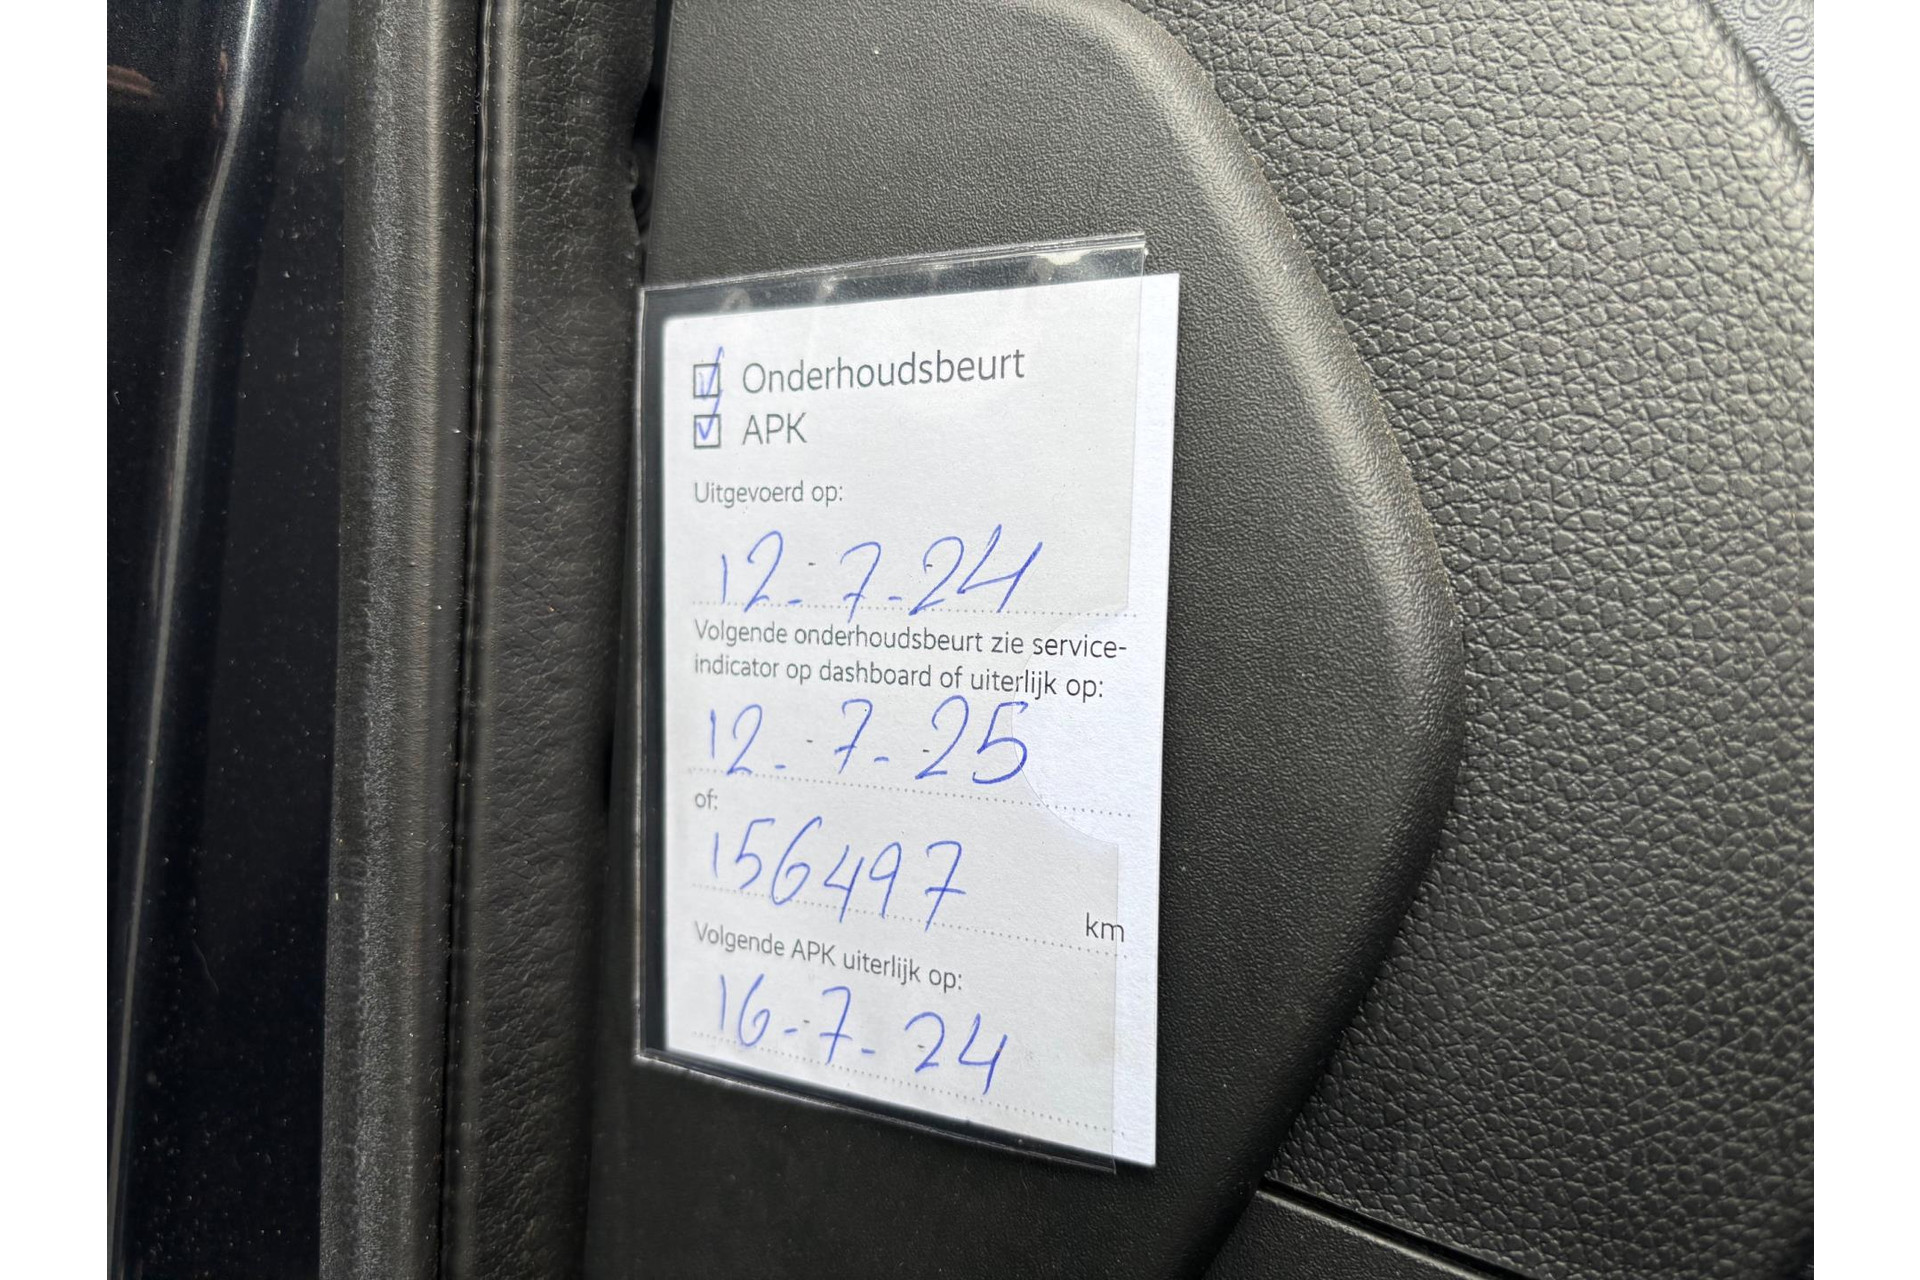 Onderhoudsbeurt
APK
Uitgevoerd op:
12-7-24
Volgende onderhoudsbeurt zie service-
indicator op dashboard of uiterlijk op:
12-7-25
of:
156497 km
Volgende APK uiterlijk op:
16-7-24